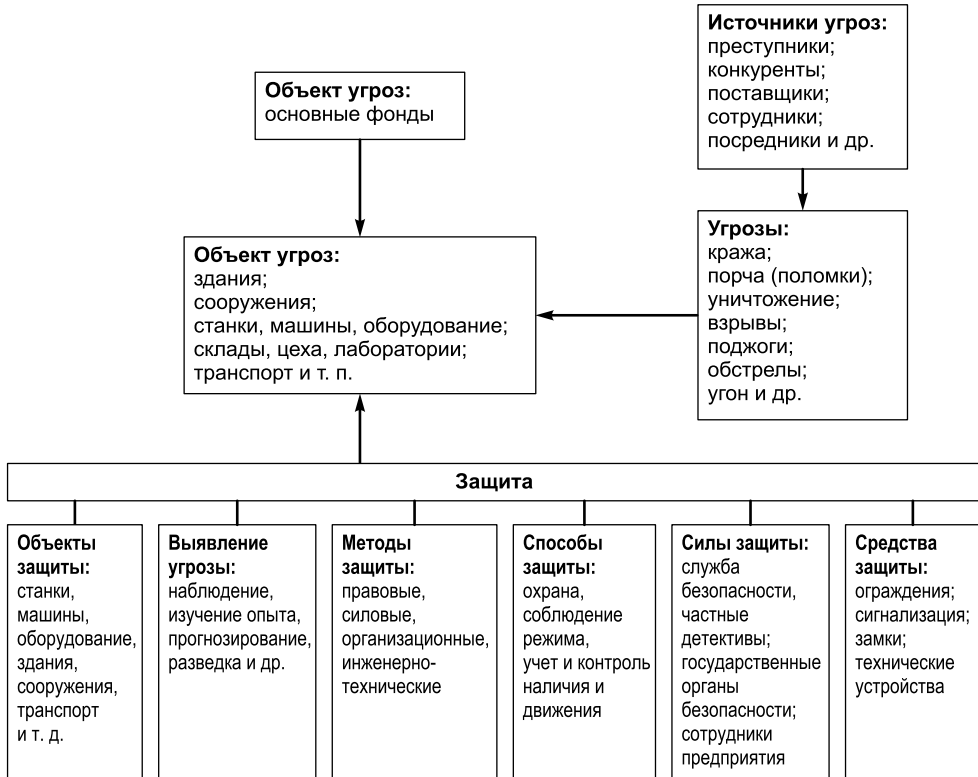 Источники угроз:
преступники;
конкуренты;
поставщики;
сотрудники;
посредники и др.
Объект угроз:
основные фонды
Угрозы:
кража;
порча (поломки);
уничтожение;
взрывы;
поджоги;
обстрелы;
угон и др.
Объект угроз:
здания;
сооружения;
станки, машины, оборудование;
склады, цеха, лаборатории;
транспорт и т. п.
Защита
Объекты
защиты:
станки,
машины,
оборудование,
здания,
сооружения,
транспорт
и т. д.
Выявление
угрозы:
наблюдение,
изучение опыта,
прогнозирование,
разведка и др.
Методы
защиты:
правовые,
силовые,
организационные,
инженерно-
технические
Способы
защиты:
охрана,
соблюдение
режима,
учет и контроль
наличия и
движения
Силы защиты:
служба
безопасности,
частные
детективы;
государственные
органы
безопасности;
сотрудники
предприятия
Средства
защиты:
ограждения;
сигнализация;
замки;
технические
устройства